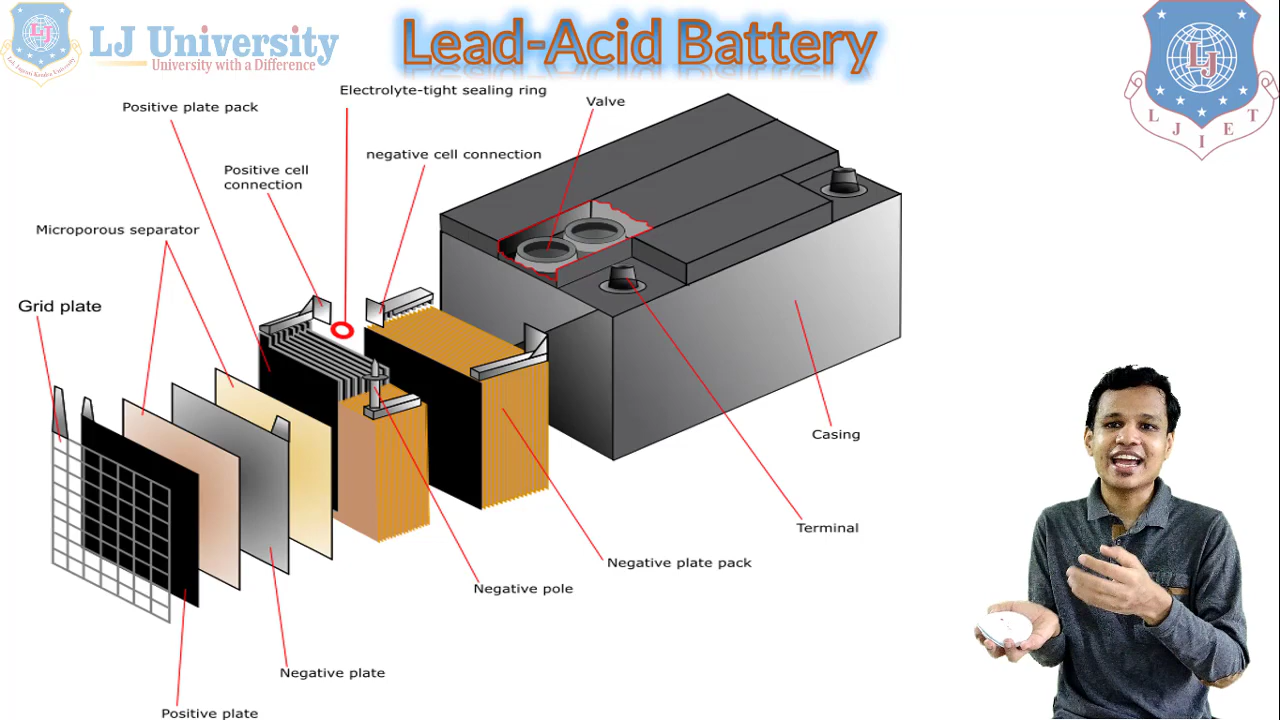 LJ University
University with a Difference
Lead-Acid Battery
LJ
L J I E T
Electrolyte-tight sealing ring
Valve
Positive plate pack
negative cell connection
Positive cell
connection
Microporous separator
Grid plate
Casing
Terminal
Negative plate pack
Negative pole
Negative plate
Positive plate